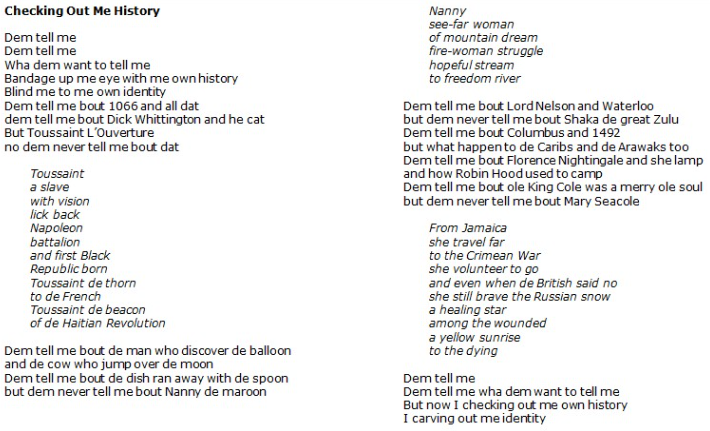 Checking Out Me History
Dem tell me
Dem tell me
Wha dem want to tell me
Bandage up me eye with me own history
Blind me to me own identity
Dem tell me bout 1066 and all dat
dem tell me bout Dick Whittington and he cat
But Toussaint L'Ouverture
no dem never tell me bout dat
Toussaint
a slave
with vision
lick back
Napoleon
battalion
and first Black
Republic born
Toussaint de thorn
to de French
Toussaint de beacon
of de Haitian Revolution
Dem tell me bout de man who discover de balloon
and de cow who jump over de moon
Dem tell me bout de dish ran away with de spoon
but dem never tell me bout Nanny de maroon
Nanny
see-far woman
of mountain dream
fire-woman struggle
hopeful stream
to freedom river
Dem tell me bout Lord Nelson and Waterloo
but dem never tell me bout Shaka de great Zulu
Dem tell me bout Columbus and 1492
but what happen to de Caribs and de Arawaks too
Dem tell me bout Florence Nightingale and she lamp
and how Robin Hood used to camp
Dem tell me bout ole King Cole was a merry ole soul
but dem never tell me bout Mary Seacole
From Jamaica
she travel far
to the Crimean War
she volunteer to go
and even when de British said no
she still brave the Russian snow
a healing star
among the wounded
a yellow sunrise
to the dying
Dem tell me
Dem tell me wha dem want to tell me
But now I checking out me own history
I carving out me identity